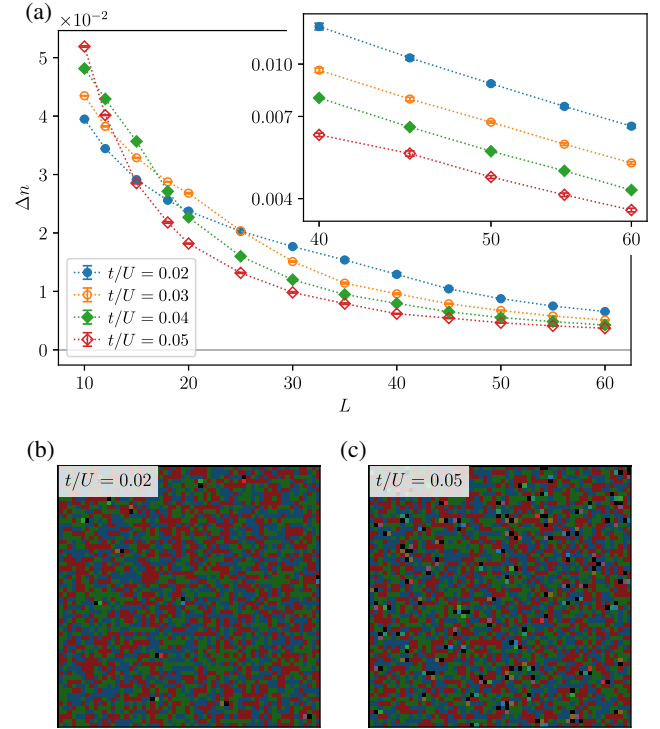 (a)
×10⁻²
5
4
3
2
1
0
Δn
10
20
30
40
50
60
L
t/U = 0.02
t/U = 0.03
t/U = 0.04
t/U = 0.05
0.010
0.007
0.004
40
50
60
(b)
t/U = 0.02
(c)
t/U = 0.05